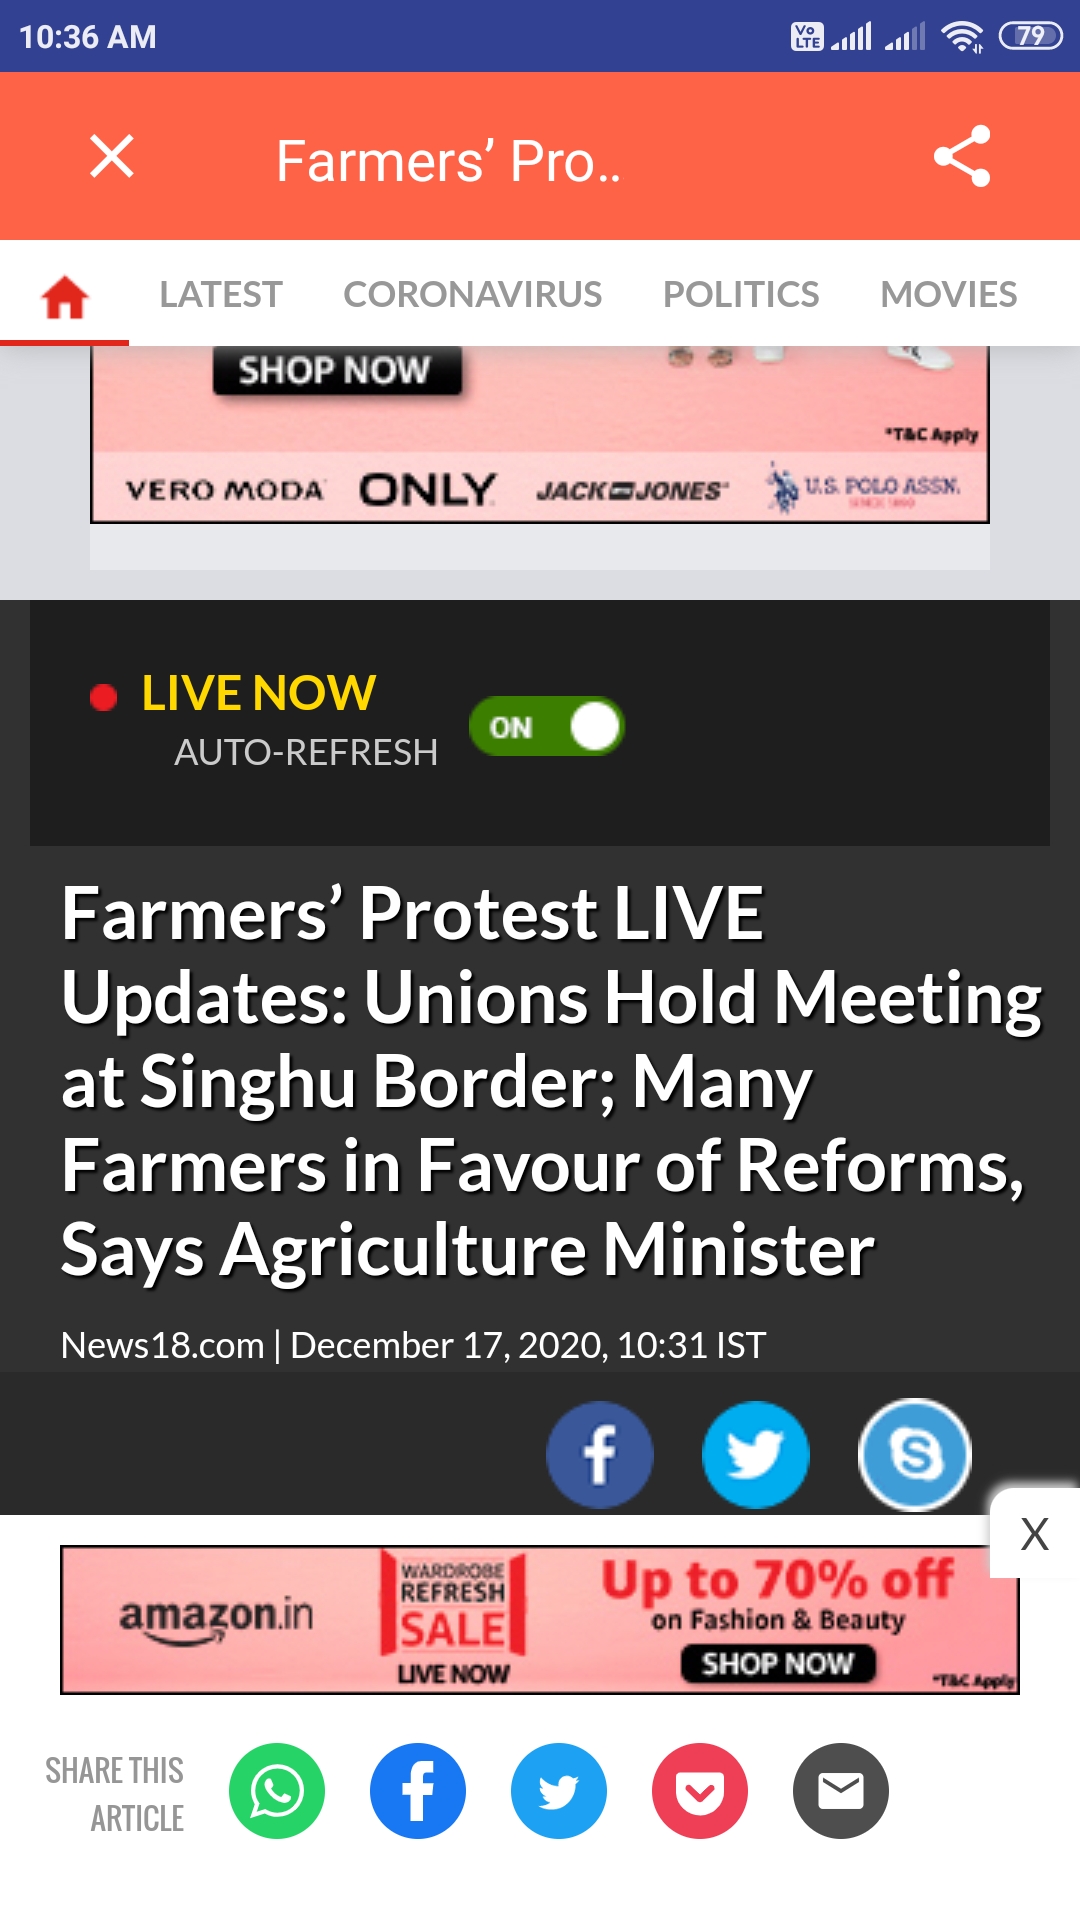 10:36 AM
Vo LTE
79
Farmers’ Pro..
LATEST CORONAVIRUS POLITICS MOVIES
SHOP NOW
*T&C Apply
VERO MODA ONLY JACK JONES U.S. POLO ASSN.
SINCE 1890
LIVE NOW
AUTO-REFRESH
ON
Farmers’ Protest LIVE
Updates: Unions Hold Meeting
at Singhu Border; Many
Farmers in Favour of Reforms,
Says Agriculture Minister
News18.com | December 17, 2020, 10:31 IST
X
amazon.in
WARDROBE
REFRESH
SALE
LIVE NOW
Up to 70% off
on Fashion & Beauty
SHOP NOW
*T&C Apply
SHARE THIS
ARTICLE